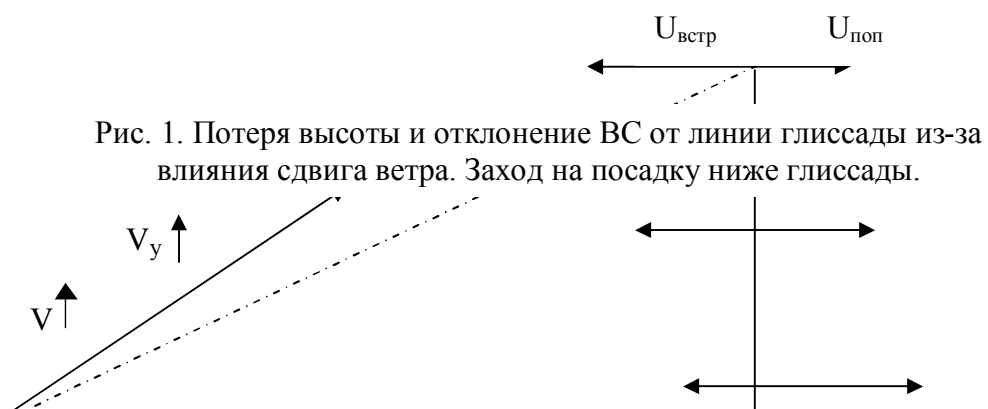 Uвстр Uпоп
Рис. 1. Потеря высоты и отклонение ВС от линии глиссады из-за
влияния сдвига ветра. Заход на посадку ниже глиссады.
Vу
V